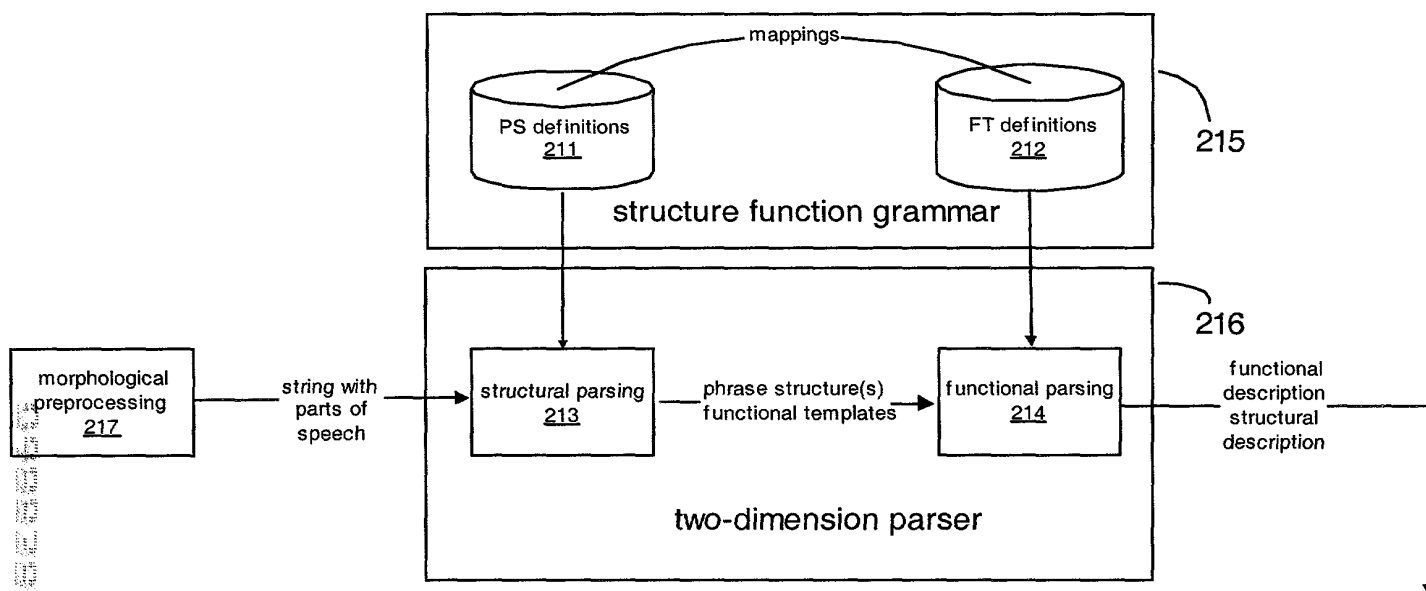 mappings
PS definitions
211
FT definitions
212
215
structure function grammar
216
morphological
preprocessing
217
string with
parts of
speech
structural parsing
213
phrase structure(s)
functional templates
functional parsing
214
functional
description
structural
description
two-dimension parser